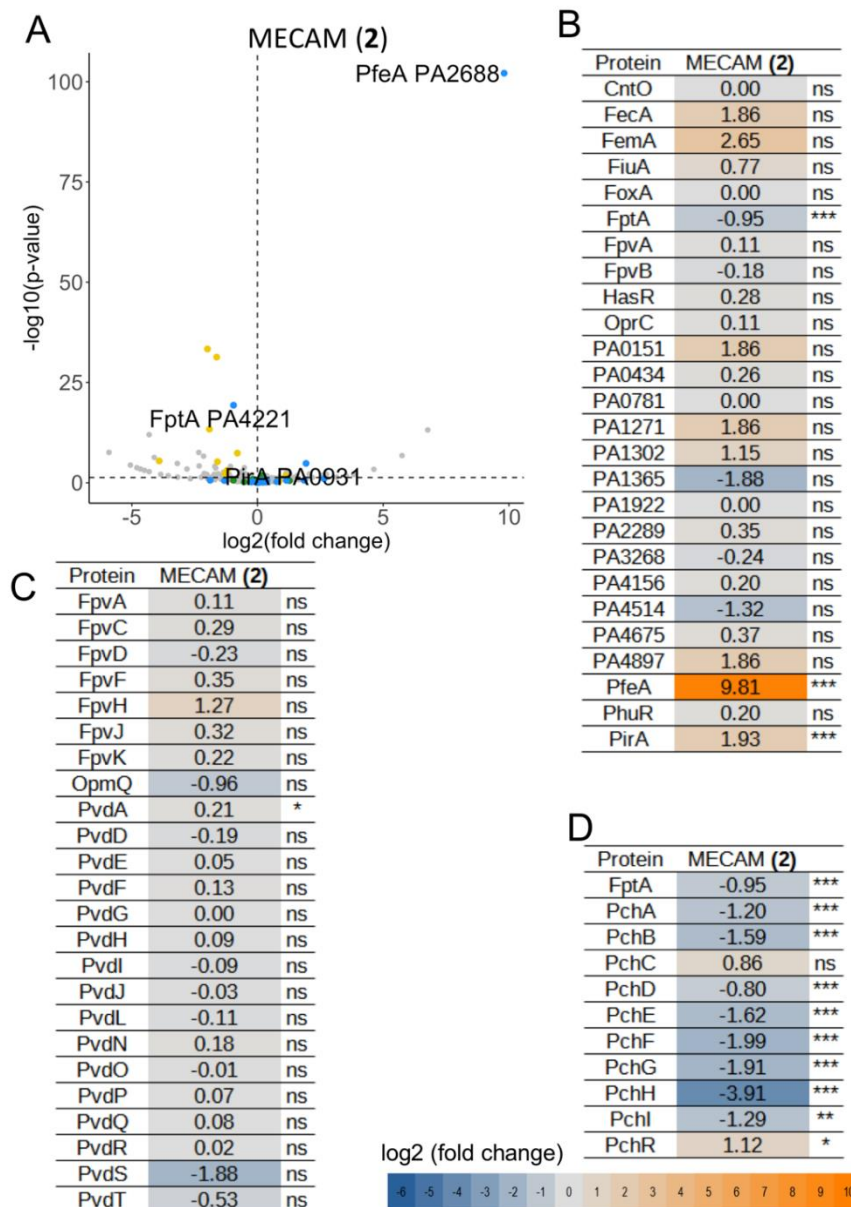 A
MECAM (2)
PfeA PA2688
100
75
50
25
0
-log10(p-value)
FptA PA4221
PirA PA0931
-5 0 5 10
log2(fold change)
B
Protein MECAM (2)
CntO 0.00 ns
FecA 1.86 ns
FemA 2.65 ns
FiuA 0.77 ns
FoxA 0.00 ns
FptA -0.95 ***
FpvA 0.11 ns
FpvB -0.18 ns
HasR 0.28 ns
OprC 0.11 ns
PA0151 1.86 ns
PA0434 0.26 ns
PA0781 0.00 ns
PA1271 1.86 ns
PA1302 1.15 ns
PA1365 -1.88 ns
PA1922 0.00 ns
PA2289 0.35 ns
PA3268 -0.24 ns
PA4156 0.20 ns
PA4514 -1.32 ns
PA4675 0.37 ns
PA4897 1.86 ns
PfeA 9.81 ***
PhuR 0.20 ns
PirA 1.93 ***
C
Protein MECAM (2)
FpvA 0.11 ns
FpvC 0.29 ns
FpvD -0.23 ns
FpvF 0.35 ns
FpvH 1.27 ns
FpvJ 0.32 ns
FpvK 0.22 ns
OpmQ -0.96 ns
PvdA 0.21 *
PvdD -0.19 ns
PvdE 0.05 ns
PvdF 0.13 ns
PvdG 0.00 ns
PvdH 0.09 ns
PvdI -0.09 ns
PvdJ -0.03 ns
PvdL -0.11 ns
PvdN 0.18 ns
PvdO -0.01 ns
PvdP 0.07 ns
PvdQ 0.08 ns
PvdR 0.02 ns
PvdS -1.88 ns
PvdT -0.53 ns
D
Protein MECAM (2)
FptA -0.95 ***
PchA -1.20 ***
PchB -1.59 ***
PchC 0.86 ns
PchD -0.80 ***
PchE -1.62 ***
PchF -1.99 ***
PchG -1.91 ***
PchH -3.91 ***
PchI -1.29 **
PchR 1.12 *
log2 (fold change)
-6 -5 -4 -3 -2 -1 0 1 2 3 4 5 6 7 8 9 10